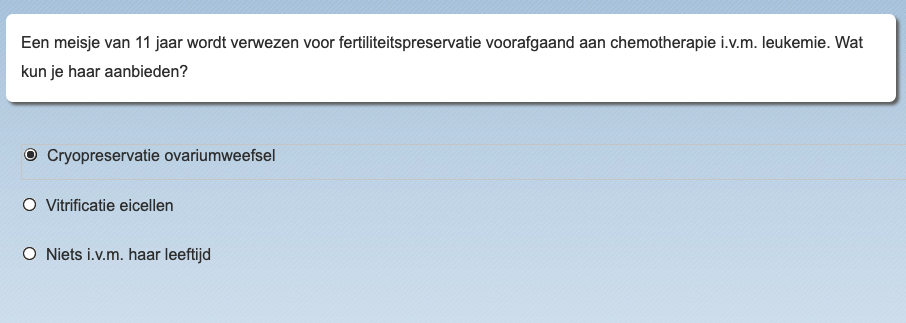 Een meisje van 11 jaar wordt verwezen voor fertiliteitspreservatie voorafgaand aan chemotherapie i.v.m. leukemie. Wat
kun je haar aanbieden?
Cryopreservatie ovariumweefsel
Vitrificatie eicellen
Niets i.v.m. haar leeftijd